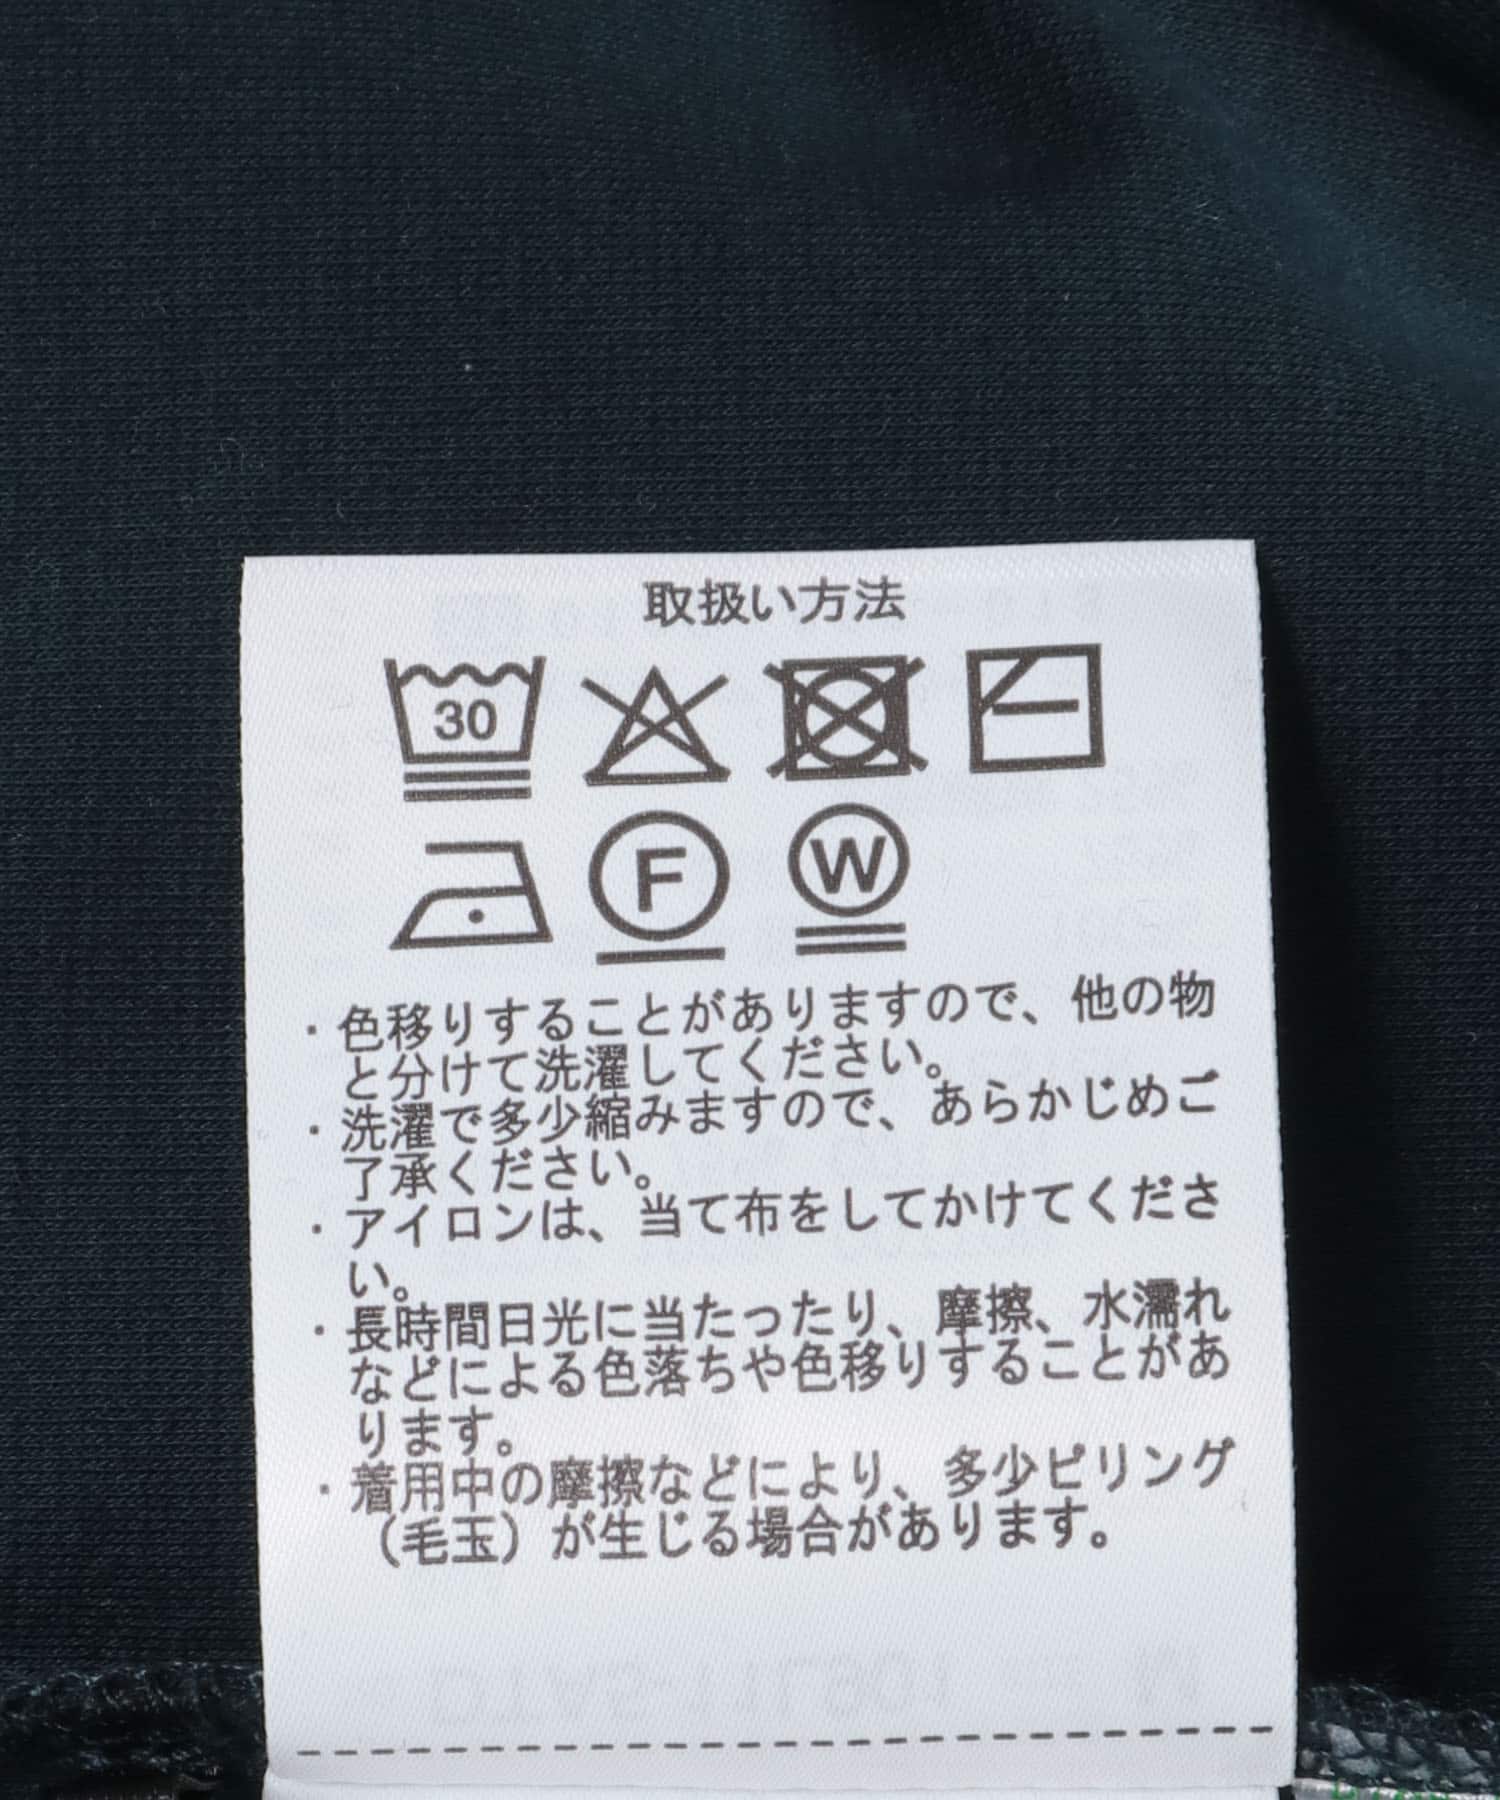 取扱い方法
30
F W
・色移りすることがありますので、他の物
と分けて洗濯してください。
・洗濯で多少縮みますので、あらかじめご
了承ください。
・アイロンは、当て布をしてかけてくださ
い。
・長時間日光に当たったり、摩擦、水濡れ
などによる色落ちや色移りすることがあ
ります。
・着用中の摩擦などにより、多少ピリング
（毛玉）が生じる場合があります。